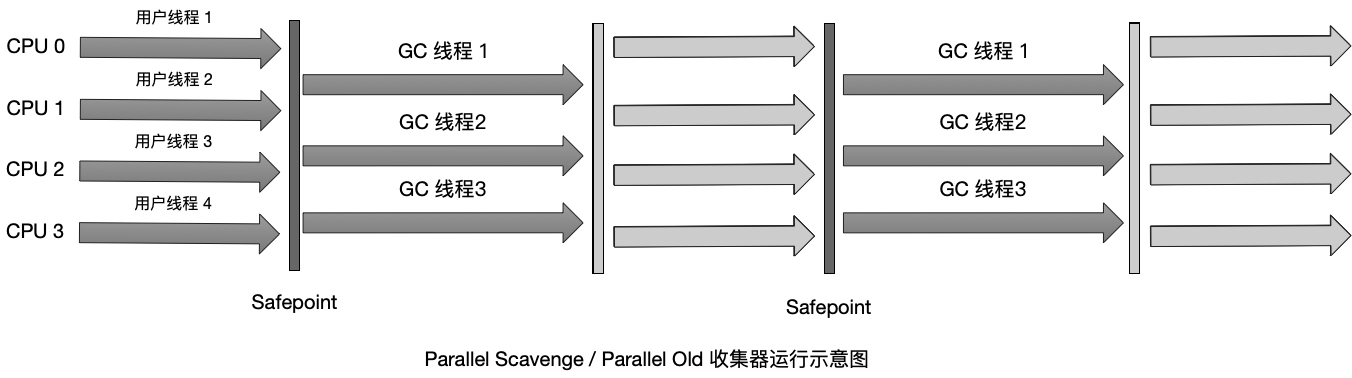 用户线程 1
CPU 0
GC 线程 1
GC 线程 1
用户线程 2
CPU 1
GC 线程2
GC 线程2
用户线程 3
CPU 2
GC 线程3
GC 线程3
用户线程 4
CPU 3
Safepoint
Safepoint
Parallel Scavenge / Parallel Old 收集器运行示意图